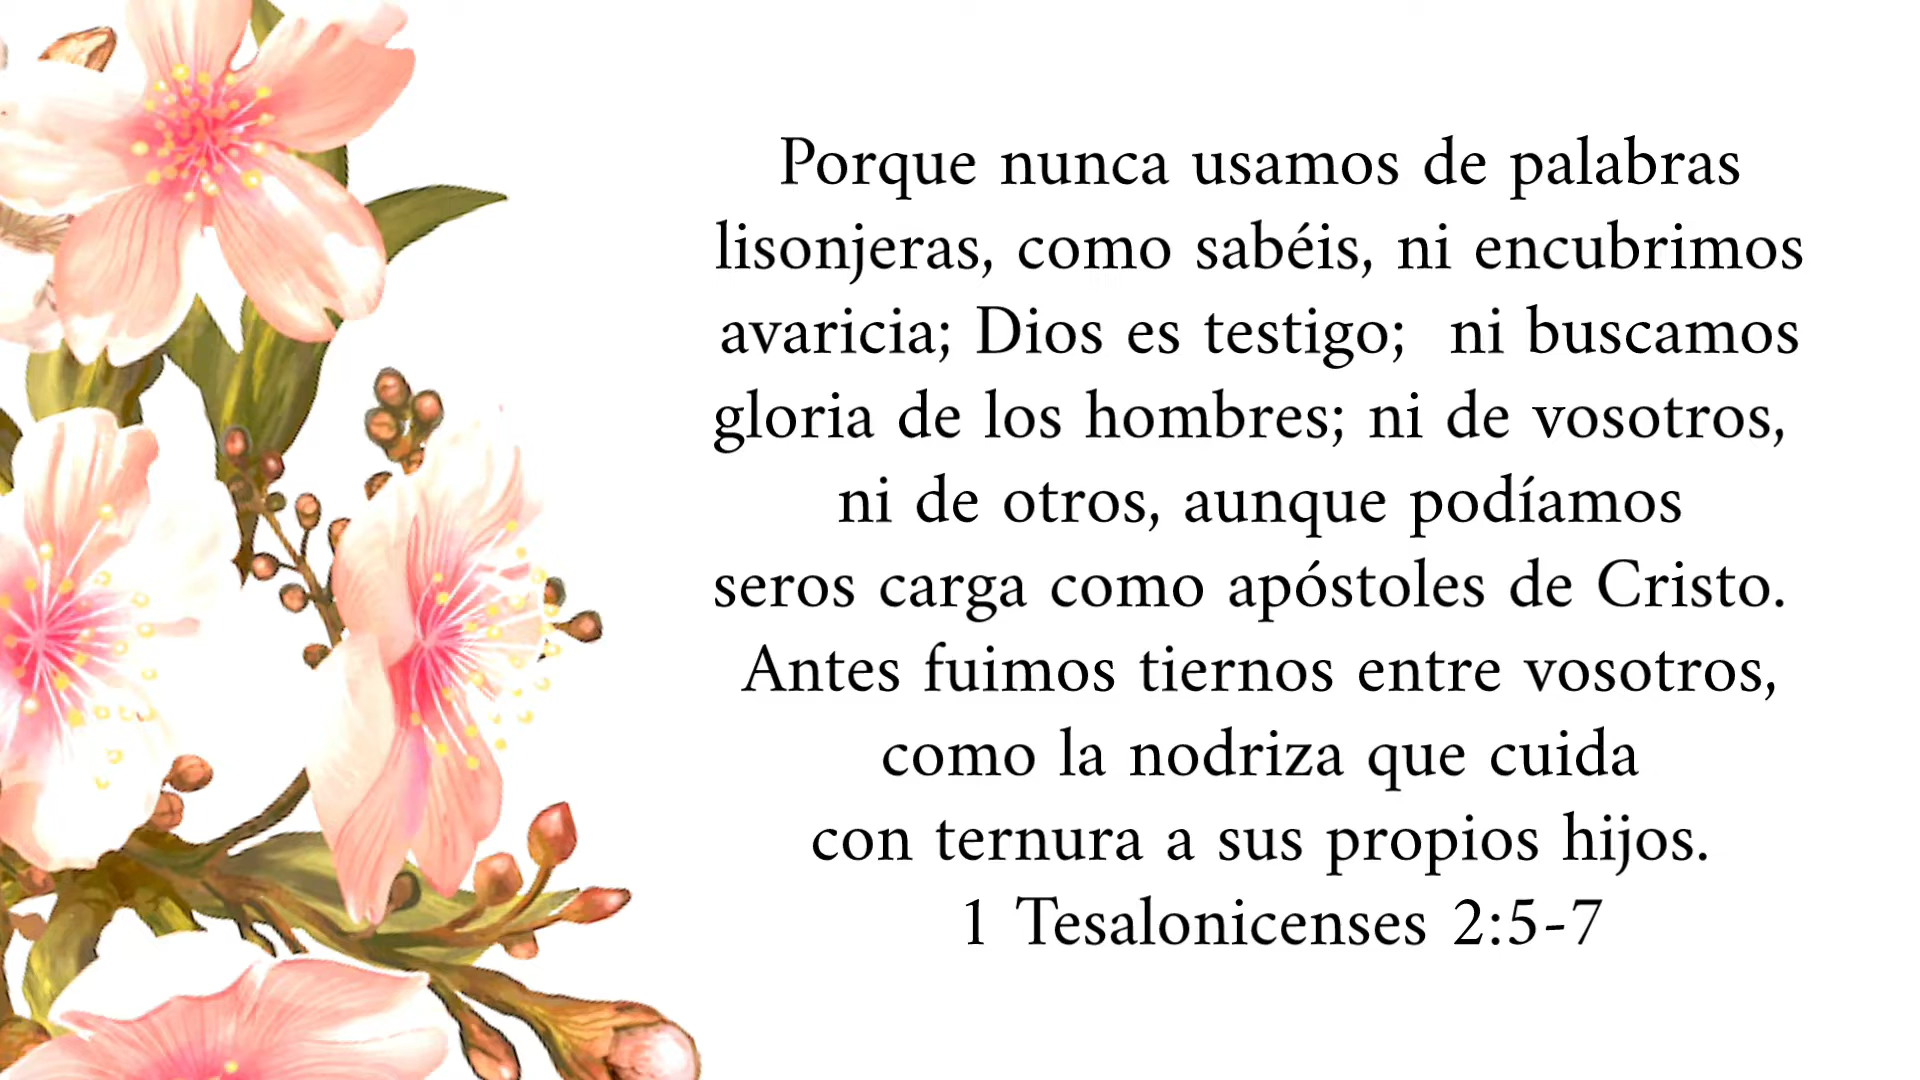 Porque nunca usamos de palabras
lisonjeras, como sabéis, ni encubrimos
avaricia; Dios es testigo;  ni buscamos
gloria de los hombres; ni de vosotros,
ni de otros, aunque podíamos
seros carga como apóstoles de Cristo.
Antes fuimos tiernos entre vosotros,
como la nodriza que cuida
con ternura a sus propios hijos.
1 Tesalonicenses 2:5-7